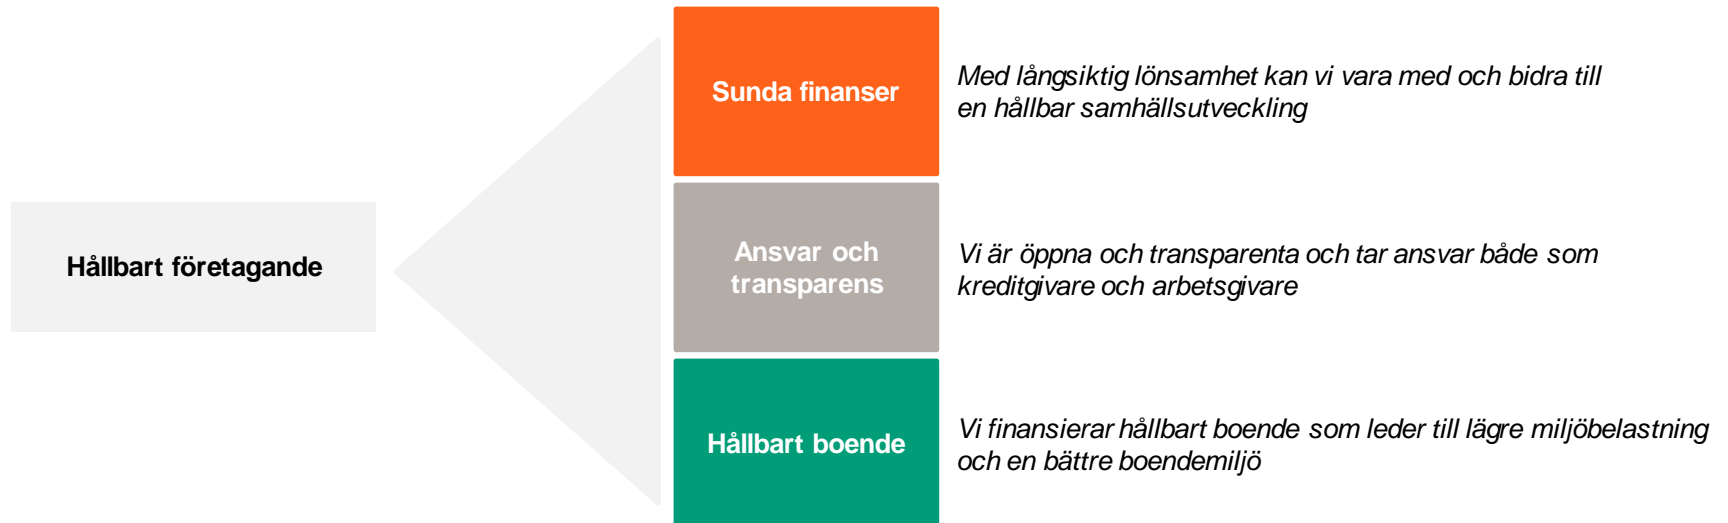 Hållbart företagande
Sunda finanser
Med långsiktig lönsamhet kan vi vara med och bidra till
en hållbar samhällsutveckling
Ansvar och
transparens
Vi är öppna och transparenta och tar ansvar både som
kreditgivare och arbetsgivare
Hållbart boende
Vi finansierar hållbart boende som leder till lägre miljöbelastning
och en bättre boendemiljö